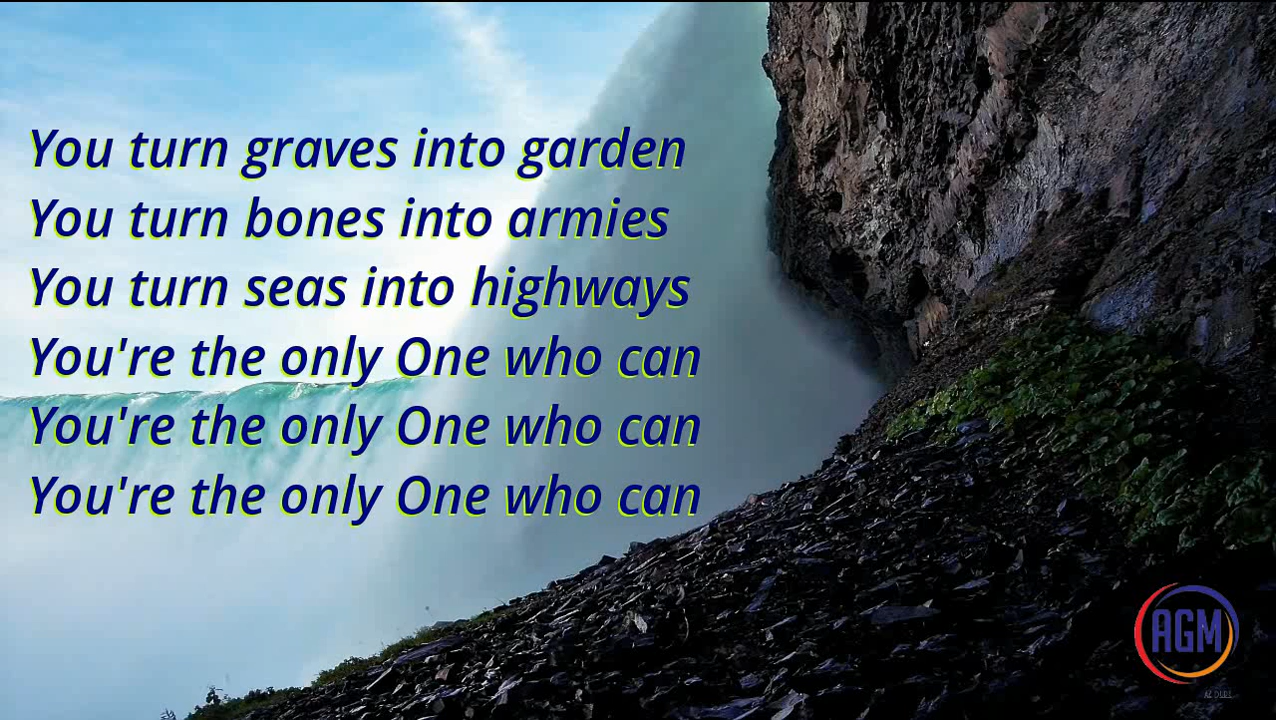 You turn graves into garden
You turn bones into armies
You turn seas into highways
You're the only One who can
You're the only One who can
You're the only One who can
AGM